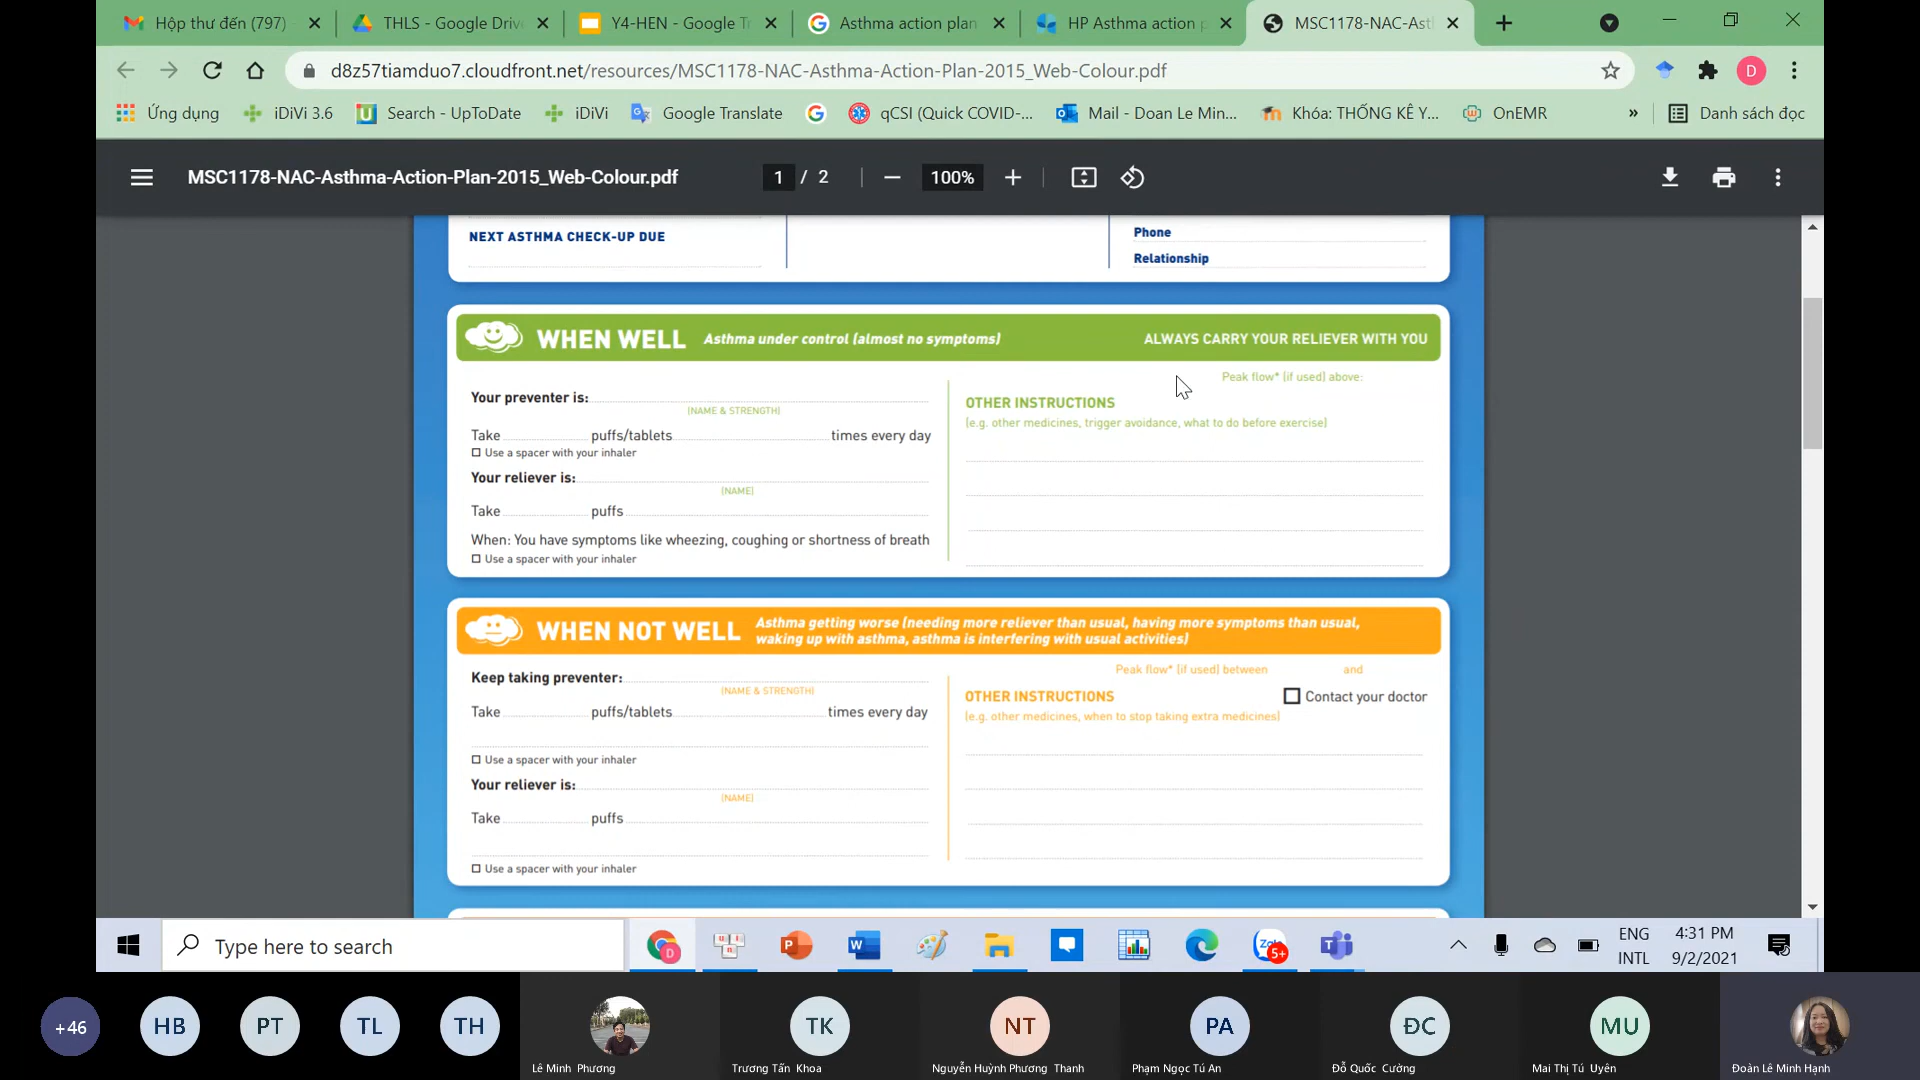 Hộp thư đến (797)
THLS - Google Drive
Y4-HEN - Google Tr
Asthma action plan
HP Asthma action p
MSC1178-NAC-Ast
d8z57tiamduo7.cloudfront.net/resources/MSC1178-NAC-Asthma-Action-Plan-2015_Web-Colour.pdf
D
Ứng dụng
iDiVi 3.6
Search - UpToDate
iDiVi
Google Translate
qCSI (Quick COVID-...
Mail - Doan Le Min...
Khóa: THỐNG KÊ Y...
OnEMR
»
Danh sách đọc
MSC1178-NAC-Asthma-Action-Plan-2015_Web-Colour.pdf
1 / 2
100%
NEXT ASTHMA CHECK-UP DUE
Phone
Relationship
WHEN WELL
Asthma under control (almost no symptoms)
ALWAYS CARRY YOUR RELIEVER WITH YOU
Peak flow* (if used) above:
Your preventer is:
(NAME & STRENGTH)
Take puffs/tablets times every day
Use a spacer with your inhaler
Your reliever is:
(NAME)
Take puffs
When: You have symptoms like wheezing, coughing or shortness of breath
Use a spacer with your inhaler
OTHER INSTRUCTIONS
(e.g. other medicines, trigger avoidance, what to do before exercise)
WHEN NOT WELL
Asthma getting worse (needing more reliever than usual, having more symptoms than usual,
waking up with asthma, asthma is interfering with usual activities)
Peak flow* (if used) between and
Keep taking preventer:
(NAME & STRENGTH)
Take puffs/tablets times every day
Use a spacer with your inhaler
Your reliever is:
(NAME)
Take puffs
Use a spacer with your inhaler
OTHER INSTRUCTIONS
Contact your doctor
(e.g. other medicines, when to stop taking extra medicines)
Type here to search
D
5+
ENG
INTL
4:31 PM
9/2/2021
+46
HB
PT
TL
TH
Lê Minh Phương
TK
Trương Tấn Khoa
NT
Nguyễn Huỳnh Phương Thanh
PA
Phạm Ngọc Tú An
ĐC
Đỗ Quốc Cường
MU
Mai Thị Tú Uyên
Đoàn Lê Minh Hạnh